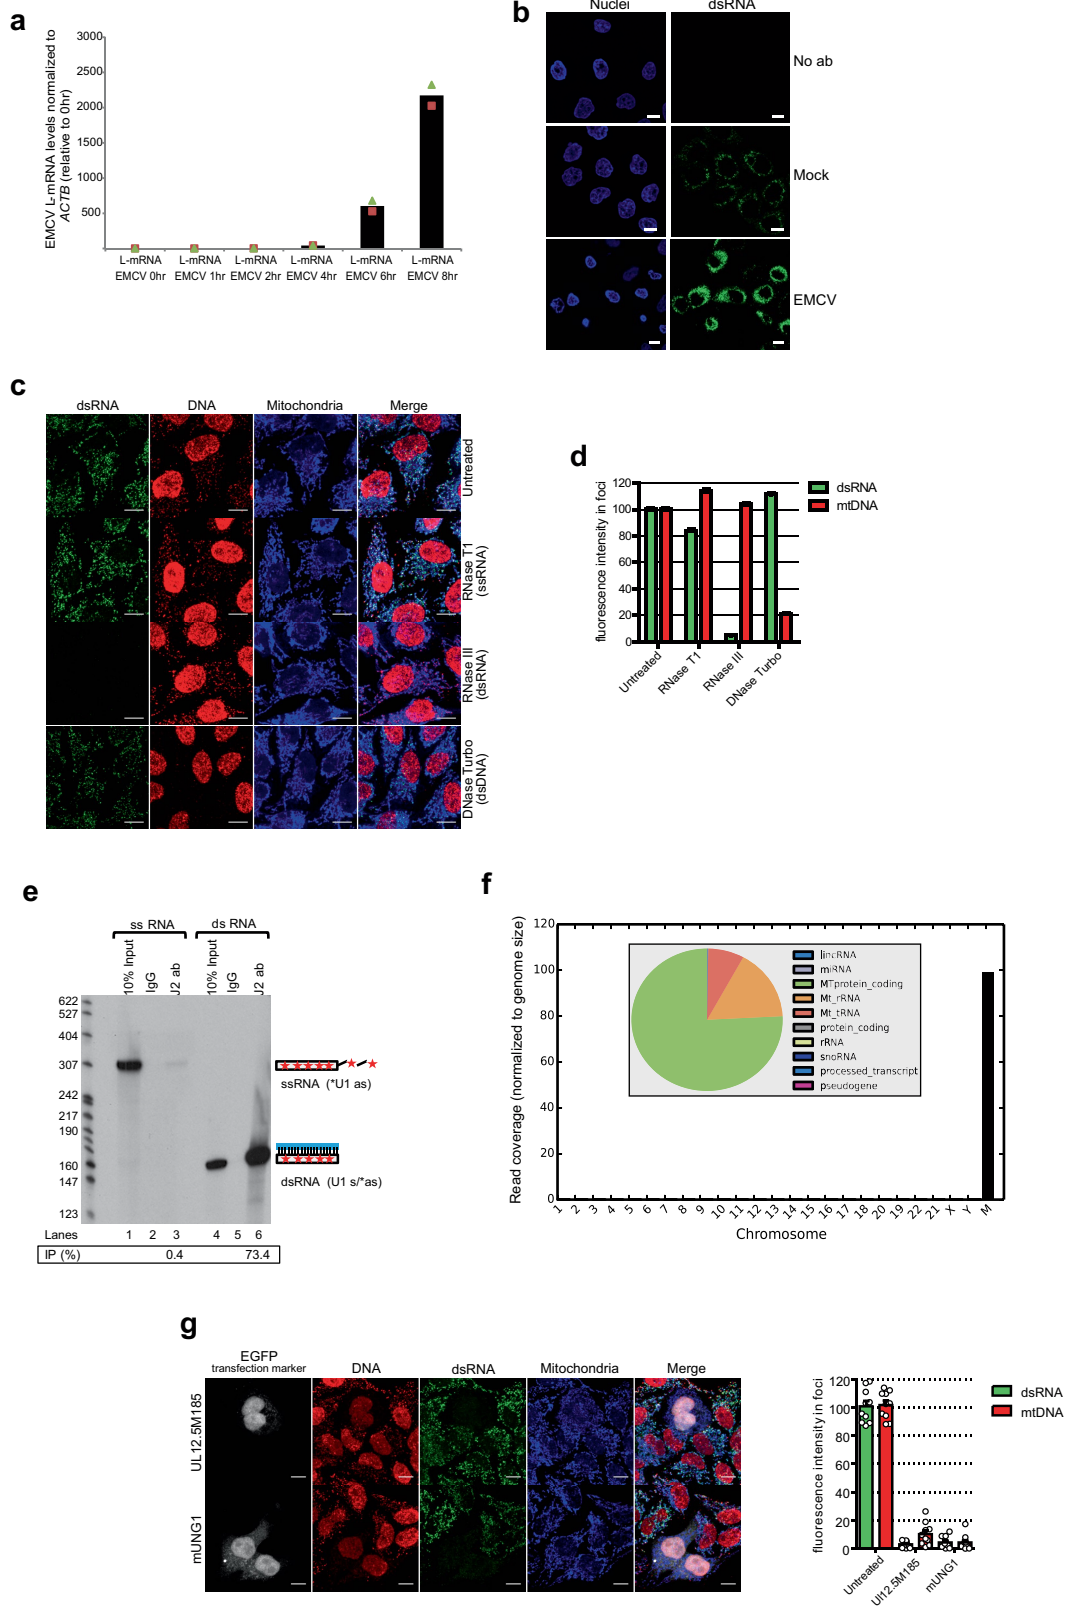 a
EMCV L-mRNA levels normalized to
ACTB (relative to 0hr)
3000
2500
2000
1500
1000
500
L-mRNA L-mRNA L-mRNA L-mRNA L-mRNA L-mRNA
EMCV 0hr EMCV 1hr EMCV 2hr EMCV 4hr EMCV 6hr EMCV 8hr
b
Nuclei dsRNA
No ab
Mock
EMCV
c
dsRNA DNA Mitochondria Merge
Untreated
RNase T1
(ssRNA)
RNase III
(dsRNA)
DNase Turbo
(dsDNA)
d
fluorescence intensity in foci
120
100
80
60
40
20
0
Untreated
RNase T1
RNase III
DNase Turbo
dsRNA
mtDNA
e
ss RNA ds RNA
10% Input
IgG
J2 ab
10% Input
IgG
J2 ab
622
527
404
307
242
217
190
160
147
123
ssRNA (*U1 as)
dsRNA (U1 s/*as)
Lanes 1 2 3 4 5 6
IP (%) 0.4 73.4
f
Read coverage (normalized to genome size)
120
100
80
60
40
20
0
lincRNA
miRNA
MTprotein_coding
Mt_rRNA
Mt_tRNA
protein_coding
rRNA
snoRNA
processed_transcript
pseudogene
1 2 3 4 5 6 7 8 9 10 11 12 13 14 15 16 17 18 20 19 22 21 X Y M
Chromosome
g
EGFP
transfection marker
DNA dsRNA Mitochondria Merge
UL12.5M185
mUNG1
fluorescence intensity in foci
120
100
80
60
40
20
0
Untreated
Ul12.5M185
mUNG1
dsRNA
mtDNA